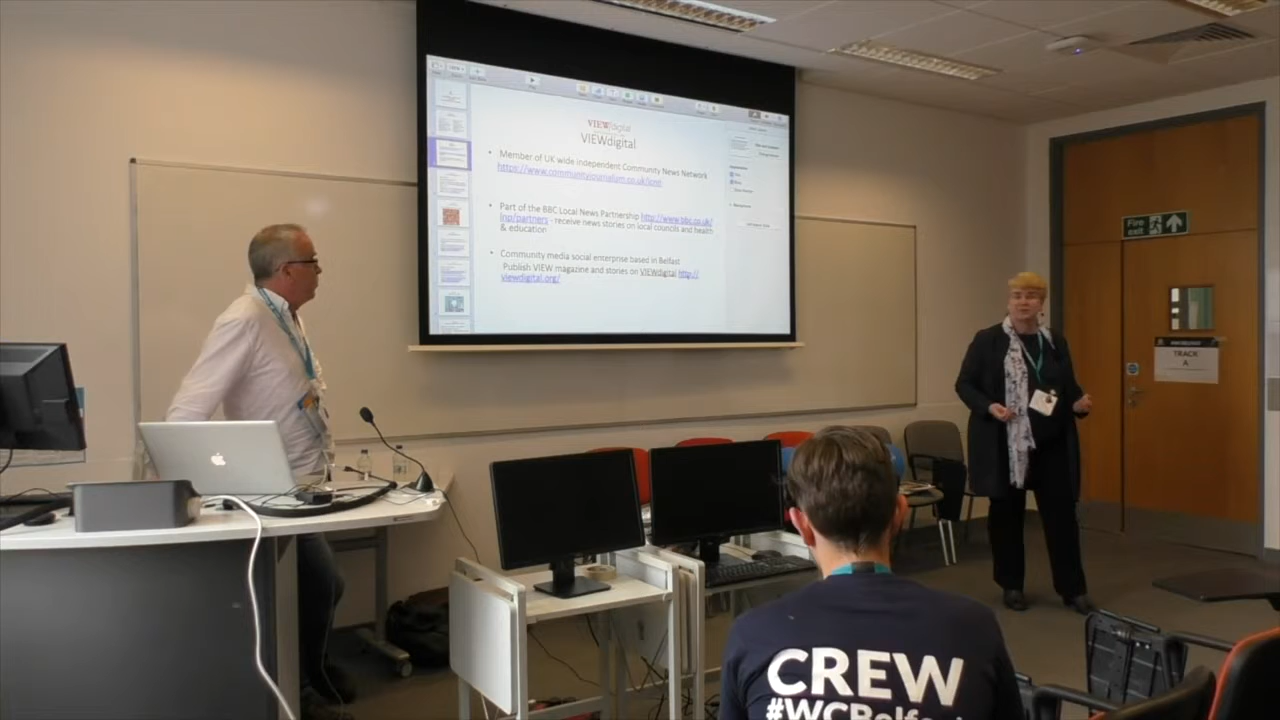 VIEWdigital
VIEWdigital
• Member of UK wide independent Community News Network
https://www.communityjournalism.co.uk/icnn
• Part of the BBC Local News Partnership http://www.bbc.co.uk/
lnp/partners - receive news stories on local councils and health
& education
• Community media social enterprise based in Belfast
Publish VIEW magazine and stories on VIEWdigital http://
viewdigital.org/
Fire
exit
TRACK
A
CREW
#WCBelfast